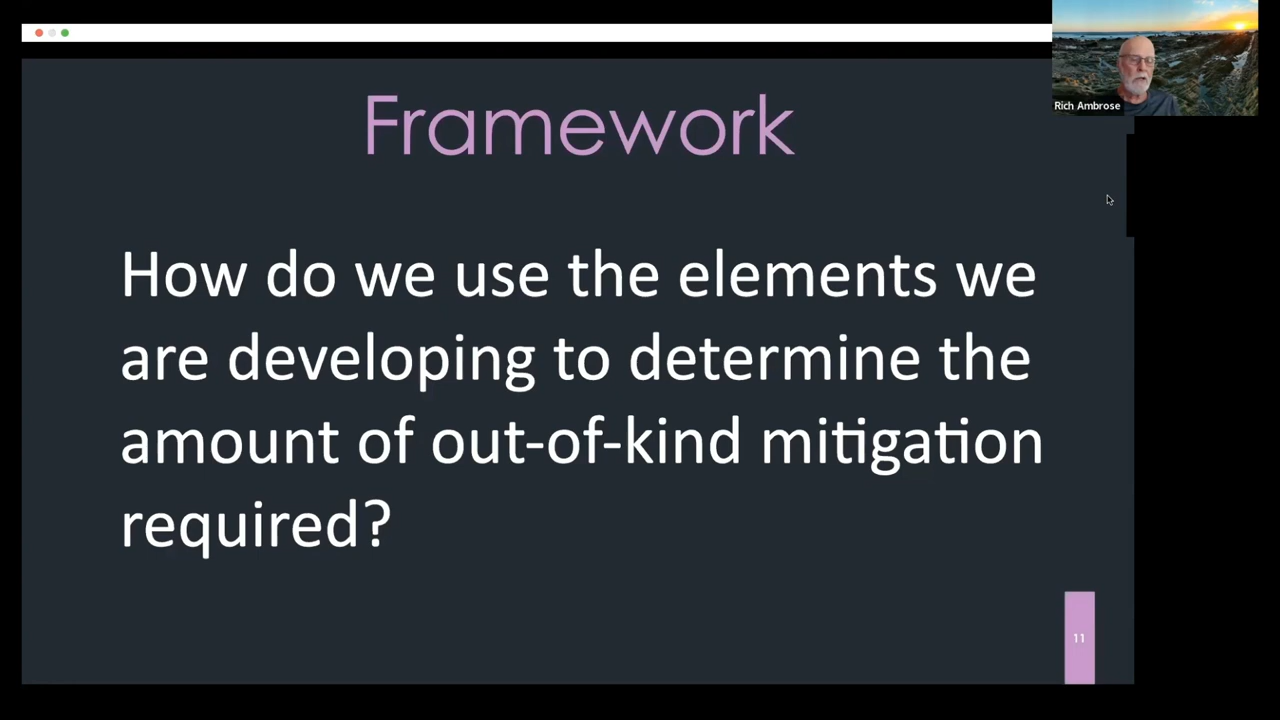 Rich Ambrose
Framework
How do we use the elements we
are developing to determine the
amount of out-of-kind mitigation
required?
11